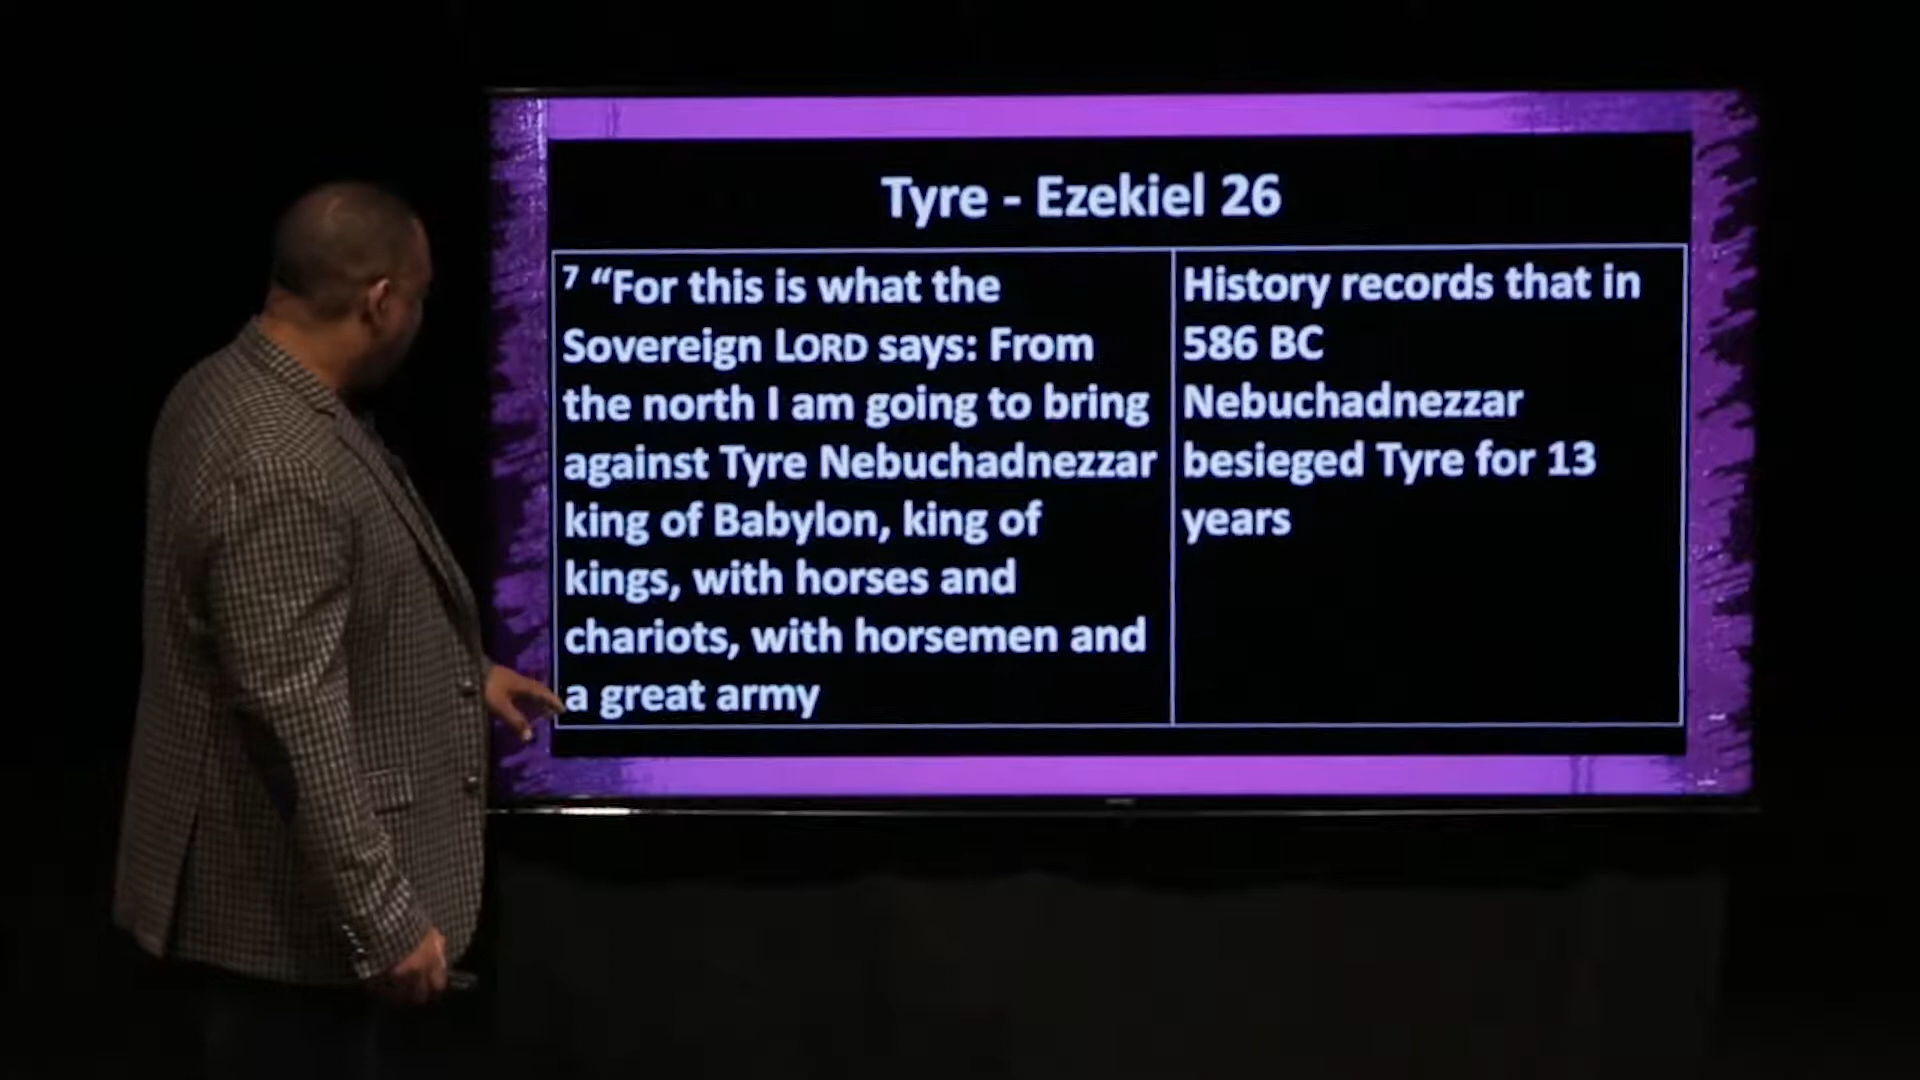 Tyre - Ezekiel 26
7 “For this is what the
Sovereign LORD says: From
the north I am going to bring
against Tyre Nebuchadnezzar
king of Babylon, king of
kings, with horses and
chariots, with horsemen and
a great army
History records that in
586 BC
Nebuchadnezzar
besieged Tyre for 13
years